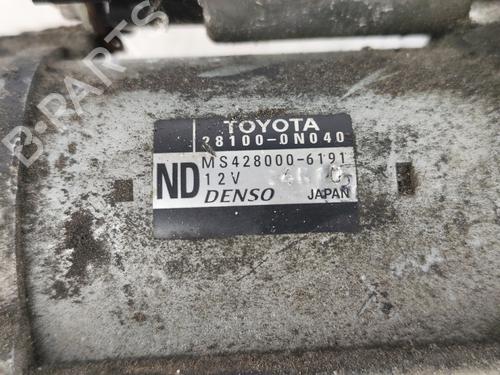 TOYOTA
28100-0N040
MS428000-6191
ND
12V
DENSO JAPAN
B-PARTS